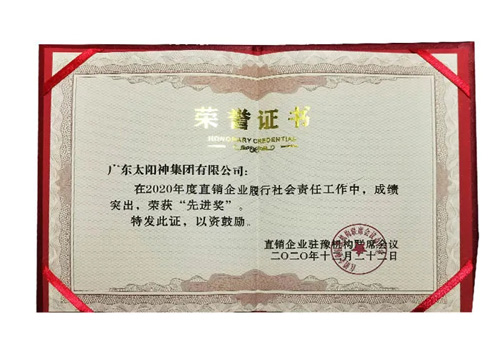 荣誉证书
HONORARY CREDENTIAL
广东太阳神集团有限公司：
在2020年度直销企业履行社会责任工作中，成绩
突出，荣获“先进奖”。
特发此证，以资鼓励。
直销企业驻豫机构联席会议
二〇二〇年十二月二十二日